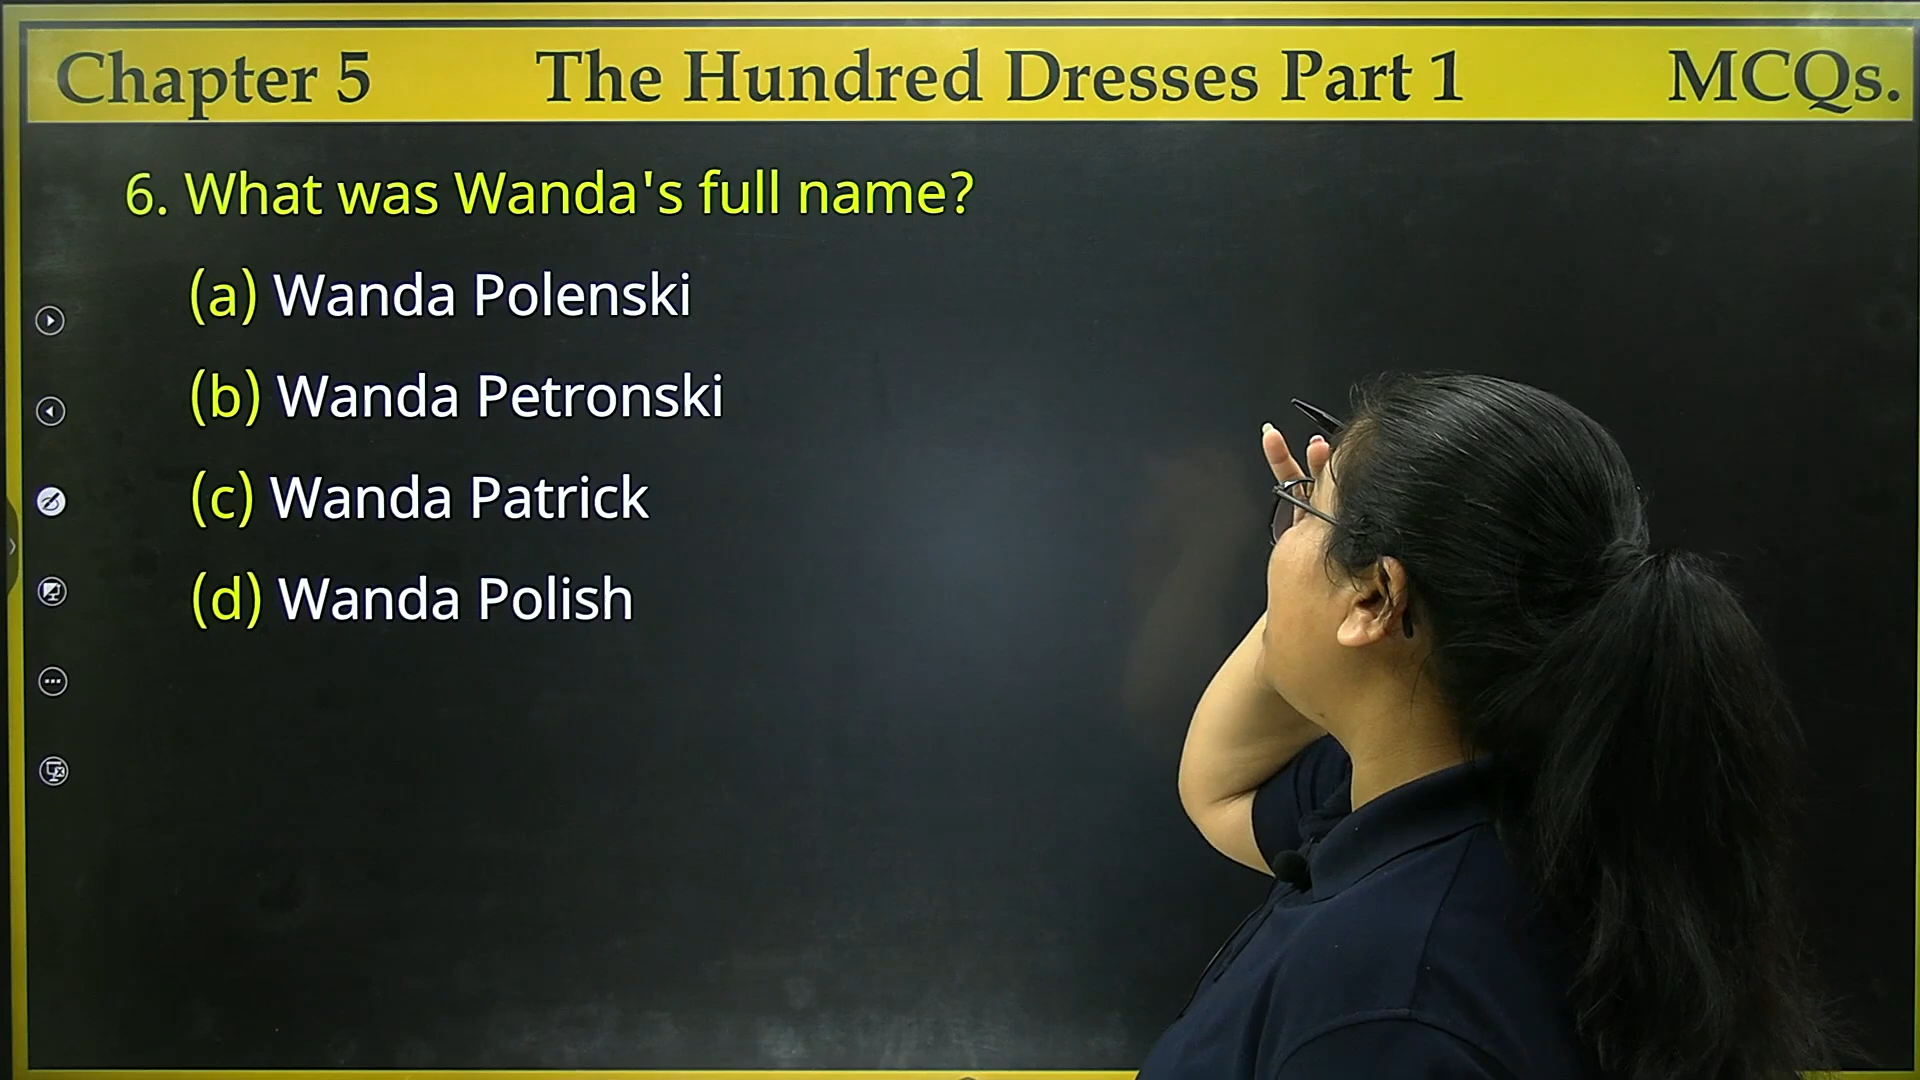 Chapter 5 The Hundred Dresses Part 1 MCQs.
6. What was Wanda's full name?
(a) Wanda Polenski
(b) Wanda Petronski
(c) Wanda Patrick
(d) Wanda Polish